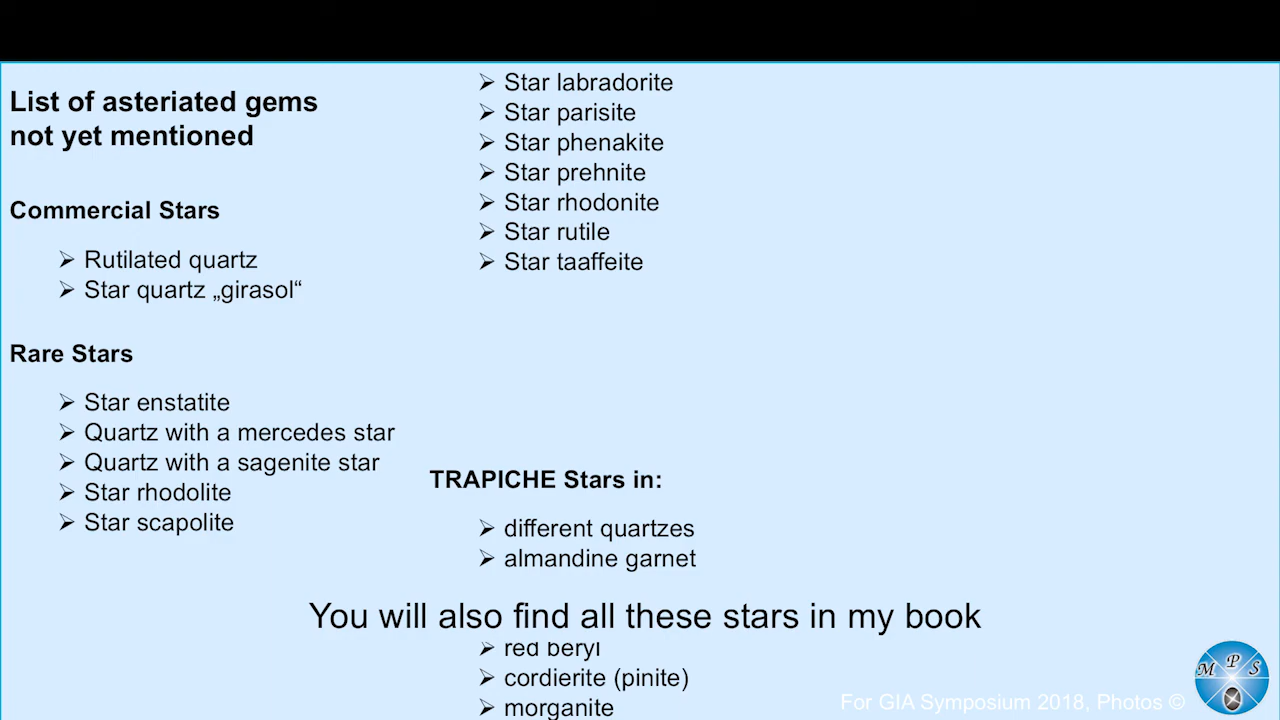 List of asteriated gems
not yet mentioned
Commercial Stars
➢ Rutilated quartz
➢ Star quartz „girasol“
Rare Stars
➢ Star enstatite
➢ Quartz with a mercedes star
➢ Quartz with a sagenite star
➢ Star rhodolite
➢ Star scapolite
➢ Star labradorite
➢ Star parisite
➢ Star phenakite
➢ Star prehnite
➢ Star rhodonite
➢ Star rutile
➢ Star taaffeite
TRAPICHE Stars in:
➢ different quartzes
➢ almandine garnet
You will also find all these stars in my book
➢ red beryl
➢ cordierite (pinite)
➢ morganite
For GIA Symposium 2018, Photos ©
M P S